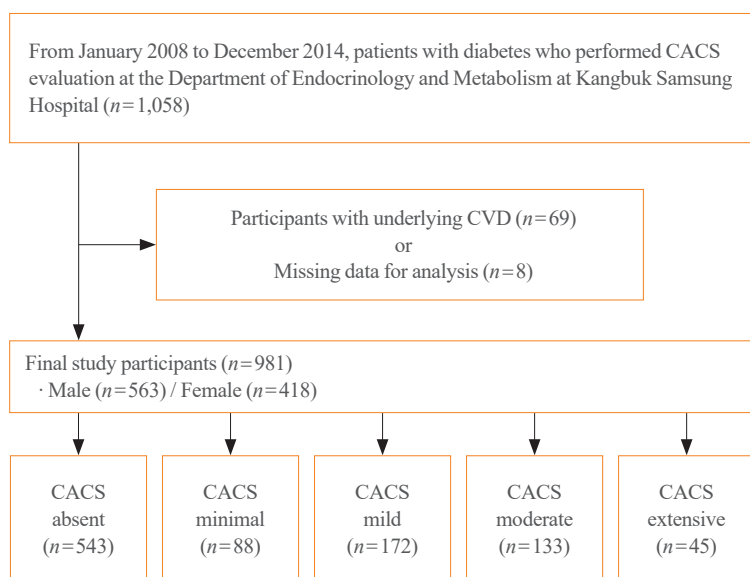 From January 2008 to December 2014, patients with diabetes who performed CACS
evaluation at the Department of Endocrinology and Metabolism at Kangbuk Samsung
Hospital (n=1,058)
Participants with underlying CVD (n=69)
or
Missing data for analysis (n=8)
Final study participants (n=981)
· Male (n=563) / Female (n=418)
CACS
absent
(n=543)
CACS
minimal
(n=88)
CACS
mild
(n=172)
CACS
moderate
(n=133)
CACS
extensive
(n=45)